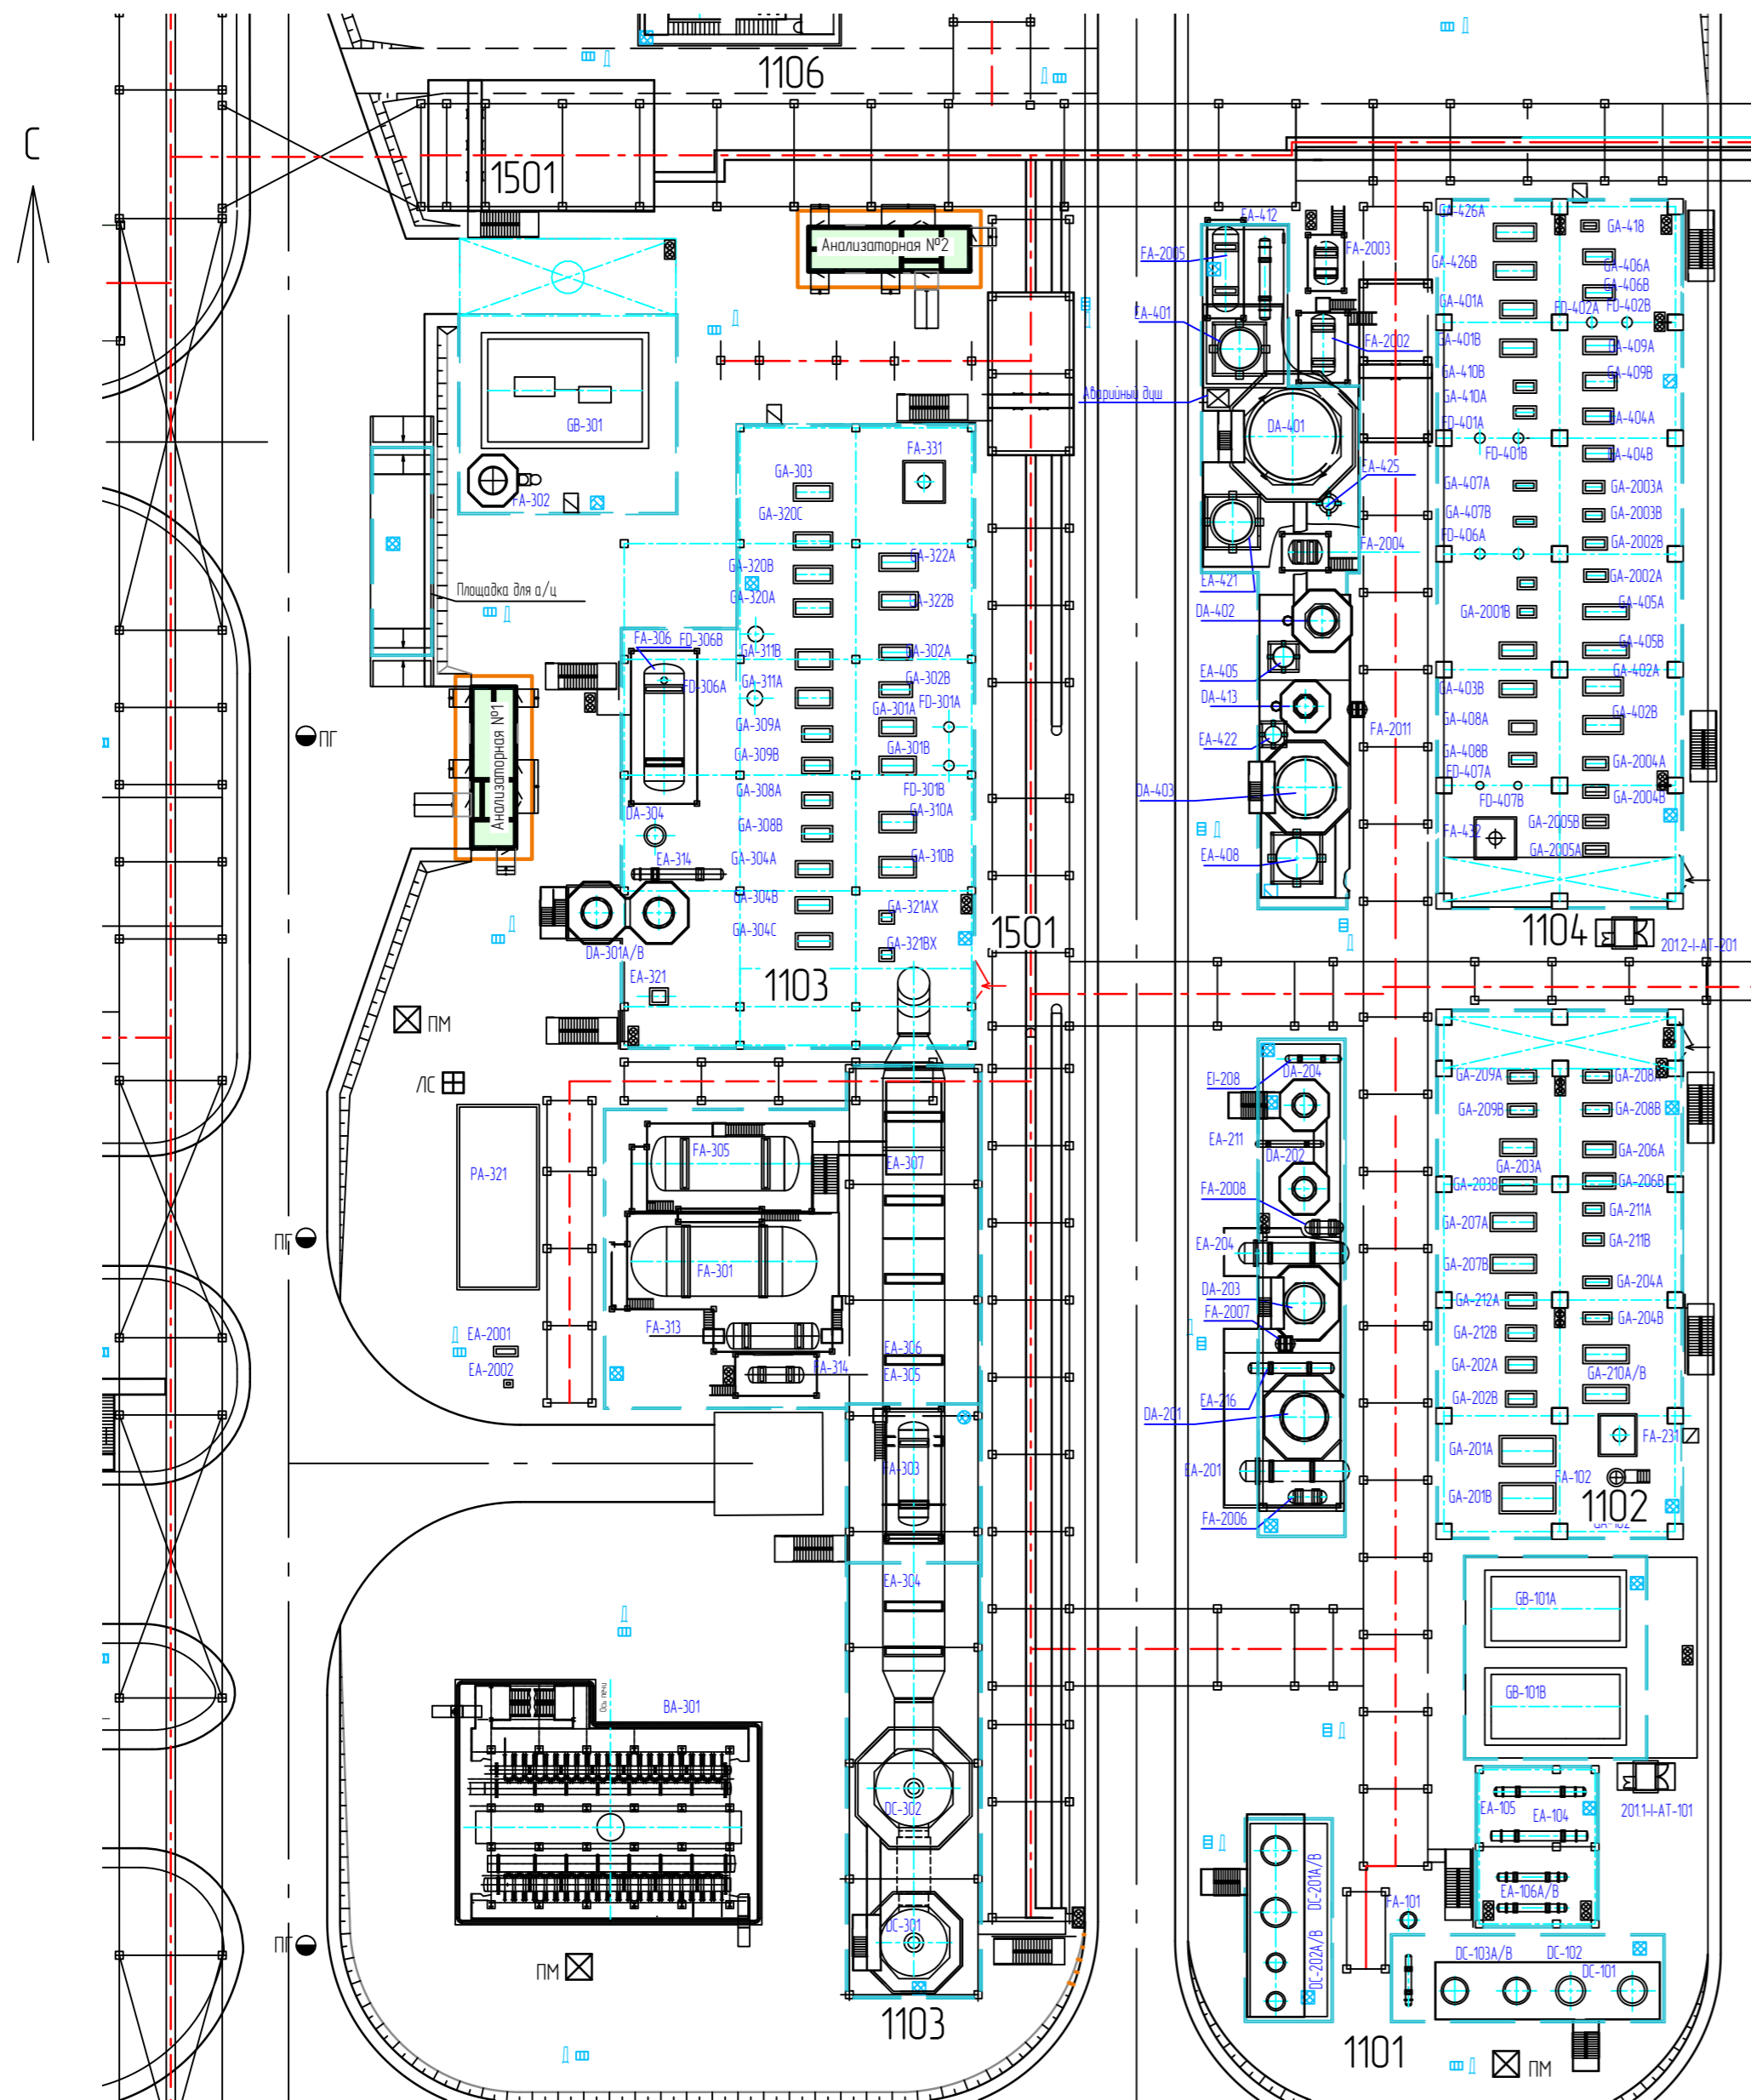 С
1106
1501
Анализаторная №2
GB-301
FA-302
Площадка для а/ц
Анализаторная №1
ПГ
FA-331
GA-303
GA-320C
GA-320B
GA-320A
GA-322A
GA-322B
FA-306
FD-306B
FD-306A
GA-311B
GA-311A
GA-309A
GA-309B
GA-308A
GA-308B
GA-304A
GA-304B
GA-304C
GA-302A
GA-302B
GA-301A
FD-301A
GA-301B
FD-301B
GA-310A
GA-310B
GA-321AX
GA-321BX
DA-304
EA-314
DA-301A/B
EA-321
1103
1501
ПМ
ЛС
PA-321
ПГ
EA-2001
EA-2002
FA-305
FA-301
FA-313
FA-314
EA-307
EA-306
EA-305
FA-303
EA-304
BA-301
Ось печи
DC-302
DC-301
ПГ
ПМ
1103
EA-412
FA-2003
FA-2005
EA-401
FA-2002
Аварийный душ
DA-401
EA-425
FA-2004
EA-421
DA-402
EA-405
DA-413
FA-2011
EA-422
DA-403
EA-408
GA-426A
GA-418
GA-426B
GA-406A
GA-406B
GA-401A
FD-402A
FD-402B
GA-401B
GA-409A
GA-410B
GA-409B
GA-410A
FD-401A
GA-404A
FD-401B
GA-404B
GA-407A
GA-2003A
GA-407B
GA-2003B
FD-406A
GA-2002B
GA-2002A
GA-2001B
GA-405A
GA-405B
GA-402A
GA-403B
GA-408A
GA-402B
GA-408B
GA-2004A
FD-407A
FD-407B
GA-2004B
FA-432
GA-2005B
GA-2005A
1104
201.2-I-AT-201
EI-208
DA-204
EA-211
DA-202
FA-2008
EA-204
DA-203
FA-2007
EA-216
DA-201
EA-201
FA-2006
GA-209A
GA-208A
GA-209B
GA-208B
GA-206A
GA-203A
GA-203B
GA-206B
GA-207A
GA-211A
GA-211B
GA-207B
GA-204A
GA-212A
GA-204B
GA-212B
GA-202A
GA-210A/B
GA-202B
GA-201A
FA-231
FA-102
GA-201B
1102
GB-101A
GB-101B
EA-105
EA-104
201.1-I-AT-101
EA-106A/B
FA-101
DC-201A/B
DC-202A/B
DC-103A/B
DC-102
DC-101
1101
ПМ